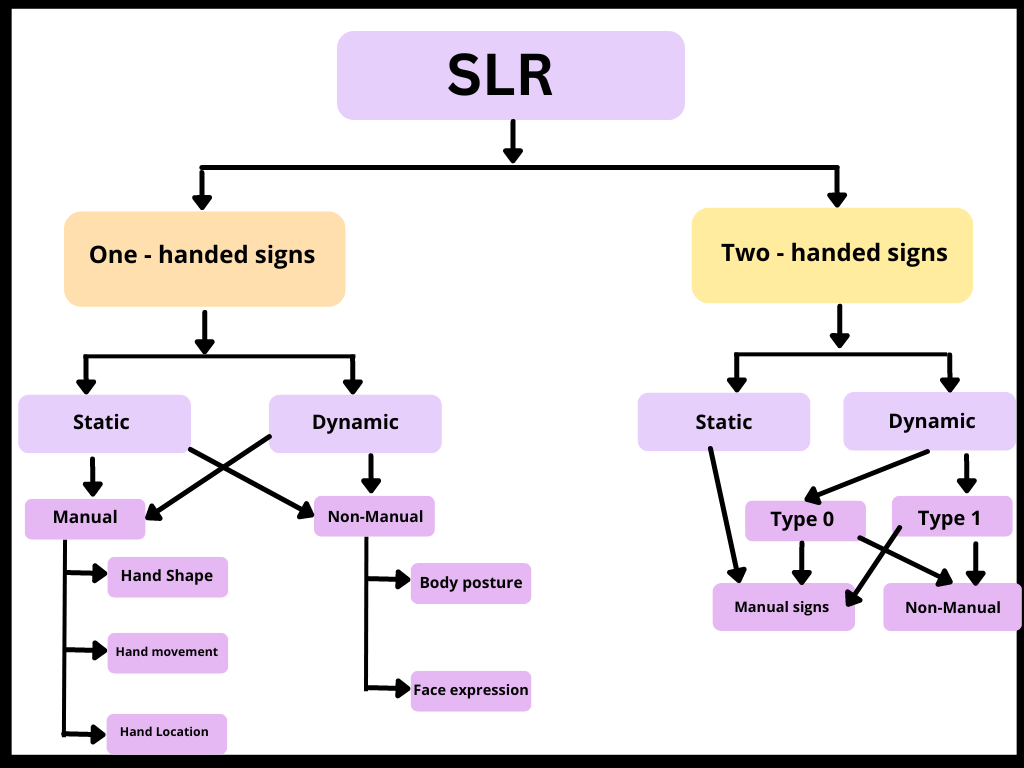 SLR
One - handed signs
Two - handed signs
Static
Dynamic
Static
Dynamic
Manual
Non-Manual
Type 0
Type 1
Hand Shape
Body posture
Manual signs
Non-Manual
Hand movement
Face expression
Hand Location